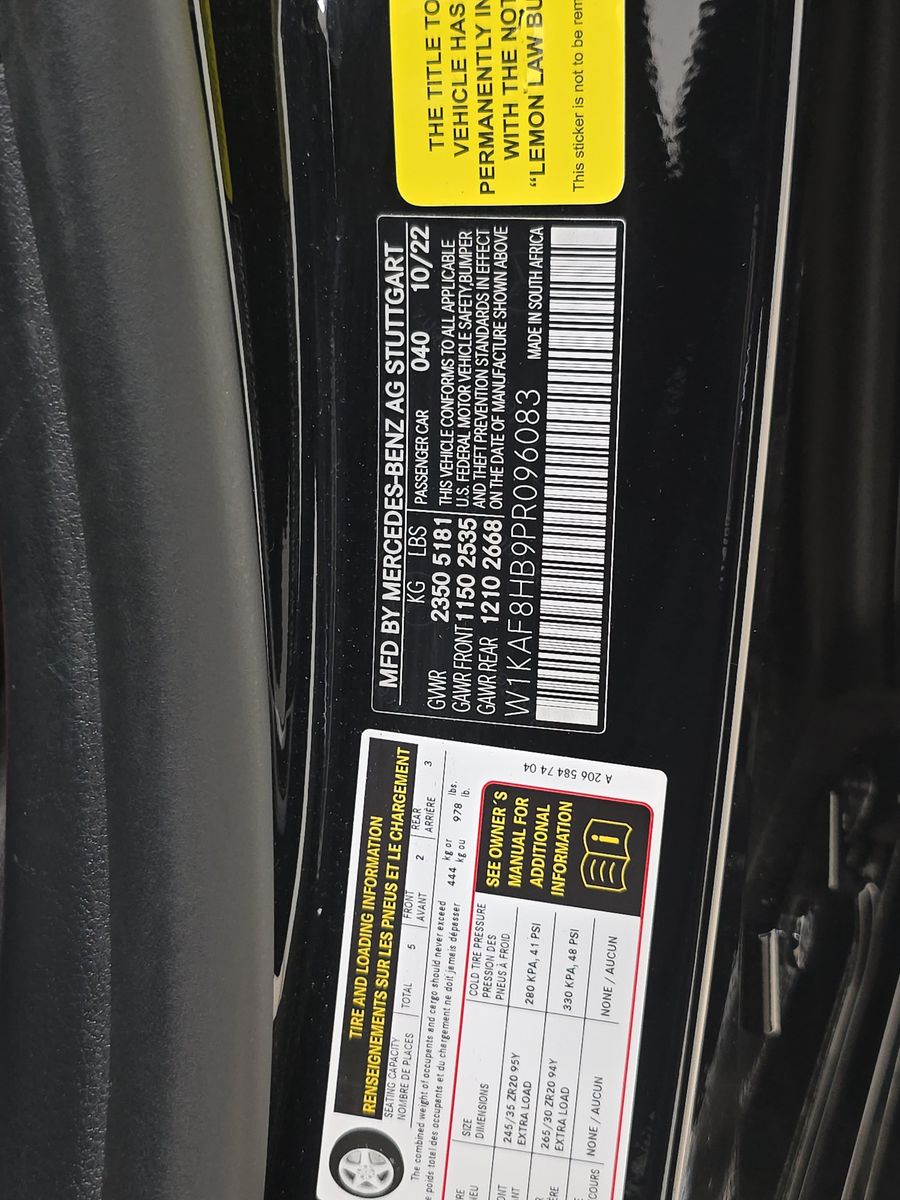 THE TITLE TO
VEHICLE HAS
PERMANENTLY
WITH THE NOT
“LEMON LAW
This sticker is not to be
MFD BY MERCEDES-BENZ AG STUTTGART
KG LBS PASSENGER CAR 040 10/22
GVWR 2350 5181 THIS VEHICLE CONFORMS TO ALL APPLICABLE
GAWR FRONT 1150 2535 U.S. FEDERAL MOTOR VEHICLE SAFETY,BUMPER
GAWR REAR 1210 2668 AND THEFT PREVENTION STANDARDS IN EFFECT
ON THE DATE OF MANUFACTURE SHOWN ABOVE
W1KAF8HB9PR096083 MADE IN SOUTH AFRICA
TIRE AND LOADING INFORMATION
RENSEIGNEMENTS SUR LES PNEUS ET LE CHARGEMENT
SEATING CAPACITY
NOMBRE DE PLACES
TOTAL 5
FRONT
AVANT
2
REAR
ARRIÈRE
3
The combined weight of occupants and cargo should never exceed 444 kg or 978 lbs.
poids total des occupants et du chargement ne doit jamais dépasser kg ou lb.
SIZE
DIMENSIONS
COLD TIRE PRESSURE
PRESSION DES
PNEUS À FROID
245/35 ZR20 95Y
EXTRA LOAD
280 KPA, 41 PSI
265/30 ZR20 94Y
EXTRA LOAD
330 KPA, 48 PSI
COURS NONE / AUCUN NONE / AUCUN
SEE OWNER´S
MANUAL FOR
ADDITIONAL
INFORMATION
A 206 584 74 04